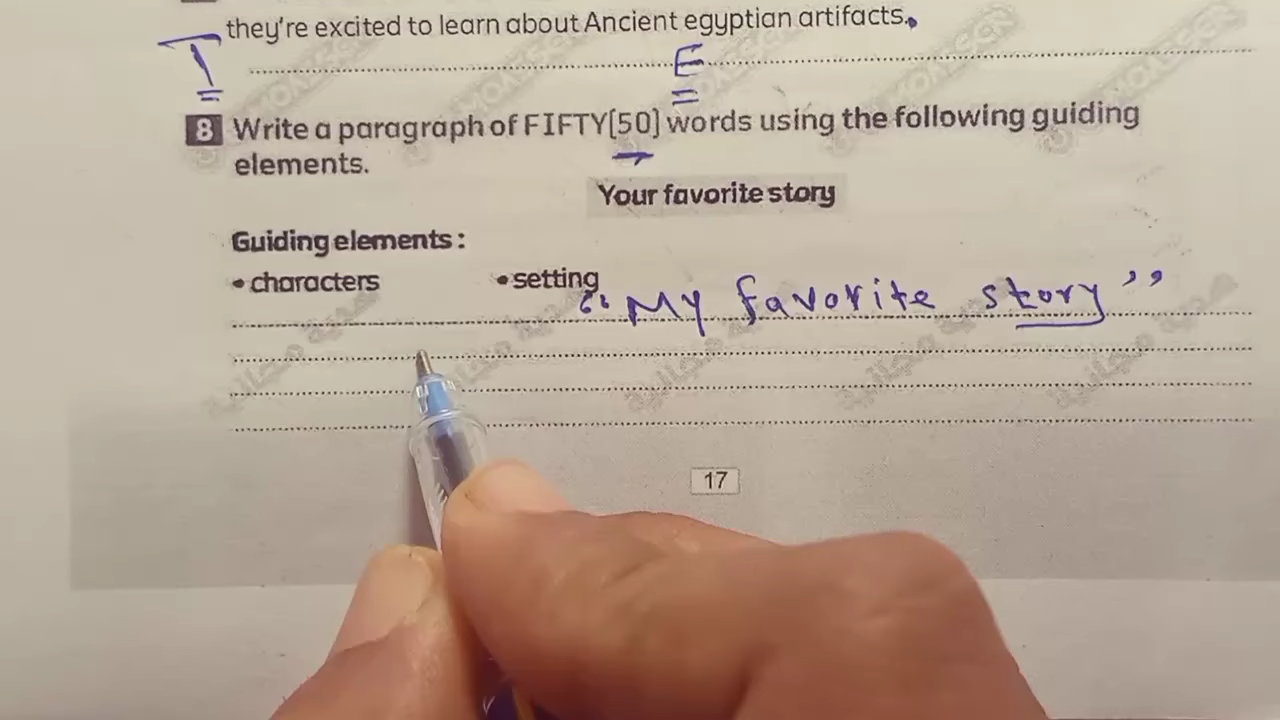 they're excited to learn about Ancient egyptian artifacts.
T E
8 Write a paragraph of FIFTY(50) words using the following guiding
elements.
Your favorite story
Guiding elements :
• characters • setting
“ My favorite story ”
17